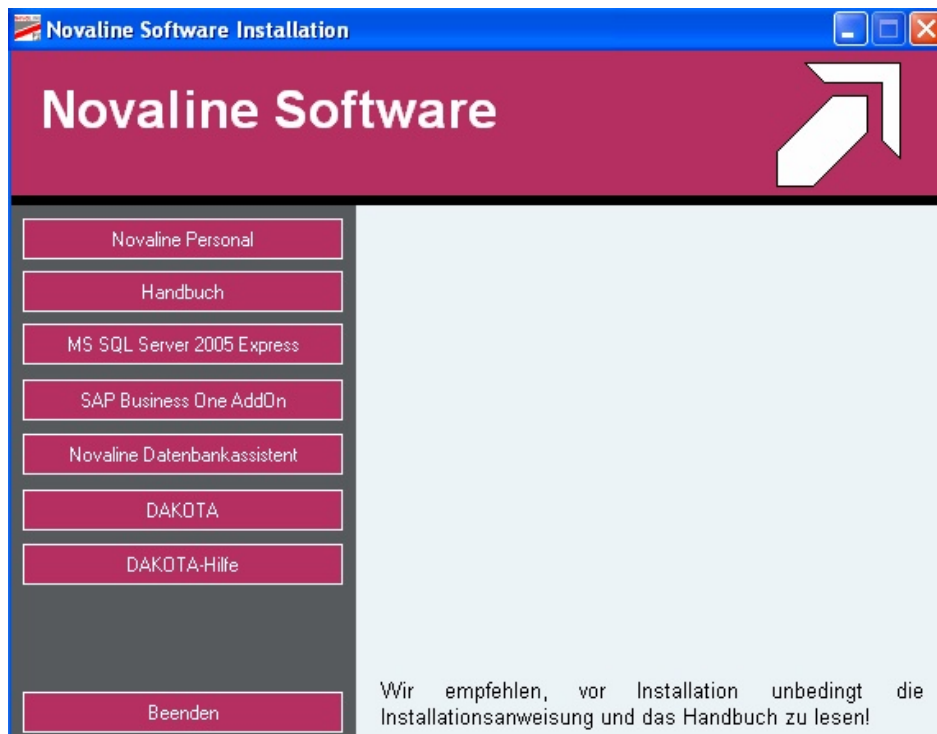 Novaline Software Installation
Novaline Software
Novaline Personal
Handbuch
MS SQL Server 2005 Express
SAP Business One AddOn
Novaline Datenbankassistent
DAKOTA
DAKOTA-Hilfe
Beenden
Wir empfehlen, vor Installation unbedingt die
Installationsanweisung und das Handbuch zu lesen!